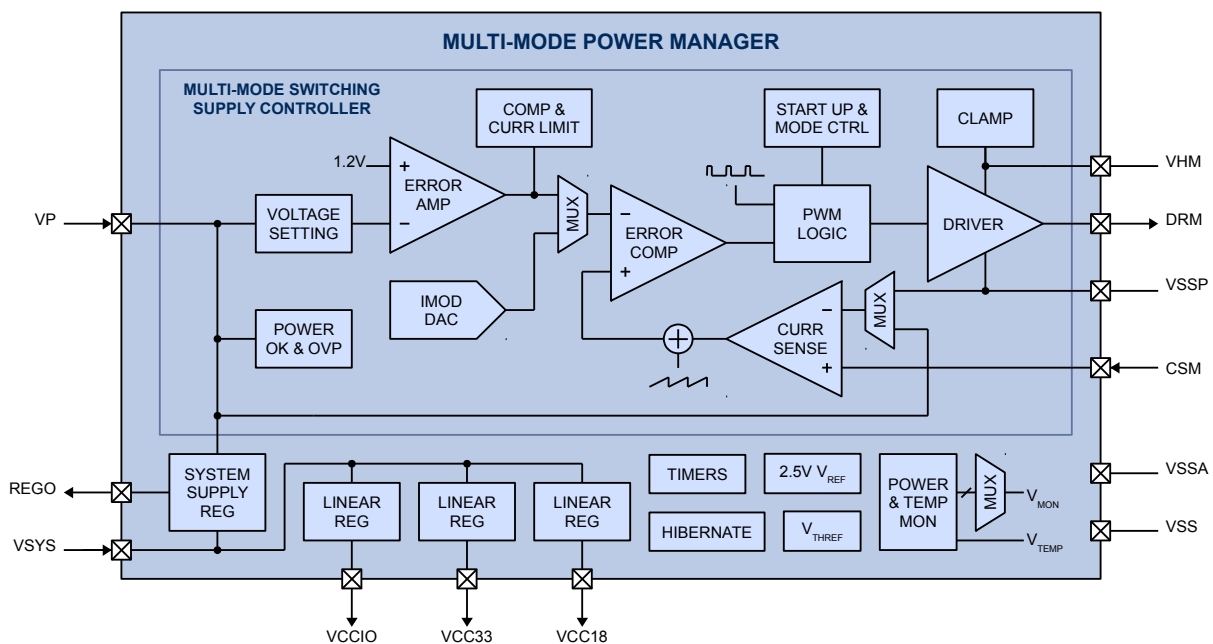 MULTI-MODE POWER MANAGER
MULTI-MODE SWITCHING
SUPPLY CONTROLLER
COMP &
CURR LIMIT
START UP &
MODE CTRL
CLAMP
1.2V
+
ERROR
AMP
−
MUX
VHM
VP
VOLTAGE
SETTING
−
ERROR
COMP
+
PWM
LOGIC
DRIVER
DRM
IMOD
DAC
MUX
VSSP
POWER
OK & OVP
−
CURR
SENSE
+
CSM
REGO
SYSTEM
SUPPLY
REG
LINEAR
REG
LINEAR
REG
LINEAR
REG
TIMERS
2.5V VREF
POWER
& TEMP
MON
MUX
VMON
VSSA
VSYS
HIBERNATE
VTHREF
VTEMP
VSS
VCCIO
VCC33
VCC18